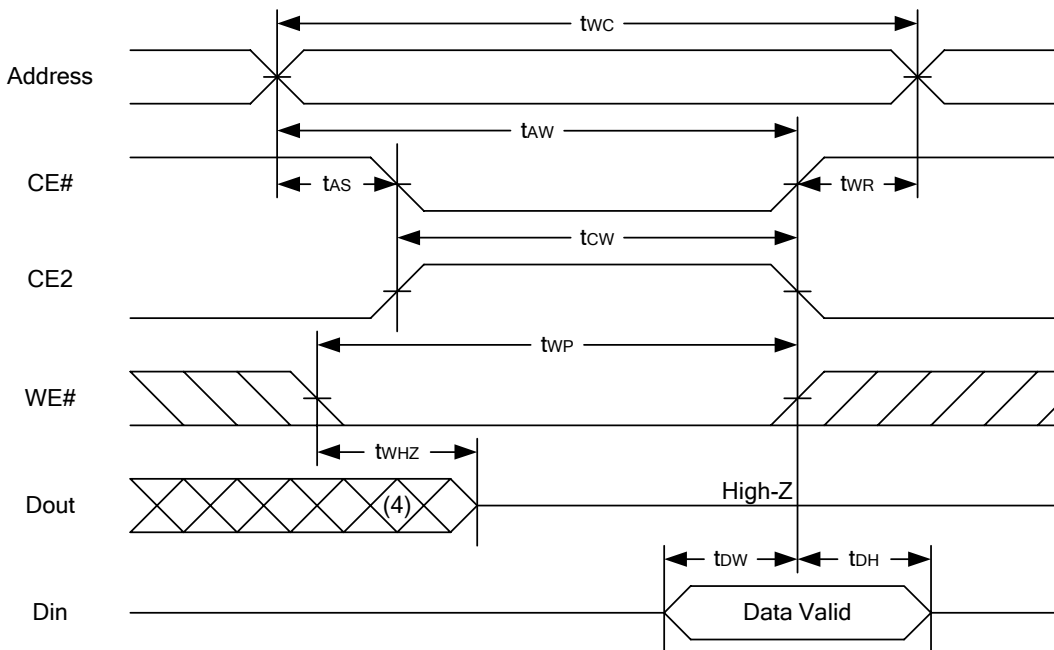 tWC
Address
tAW
CE#
tAS
tWR
tCW
CE2
tWP
WE#
tWHZ
Dout
(4)
High-Z
tDW
tDH
Din
Data Valid